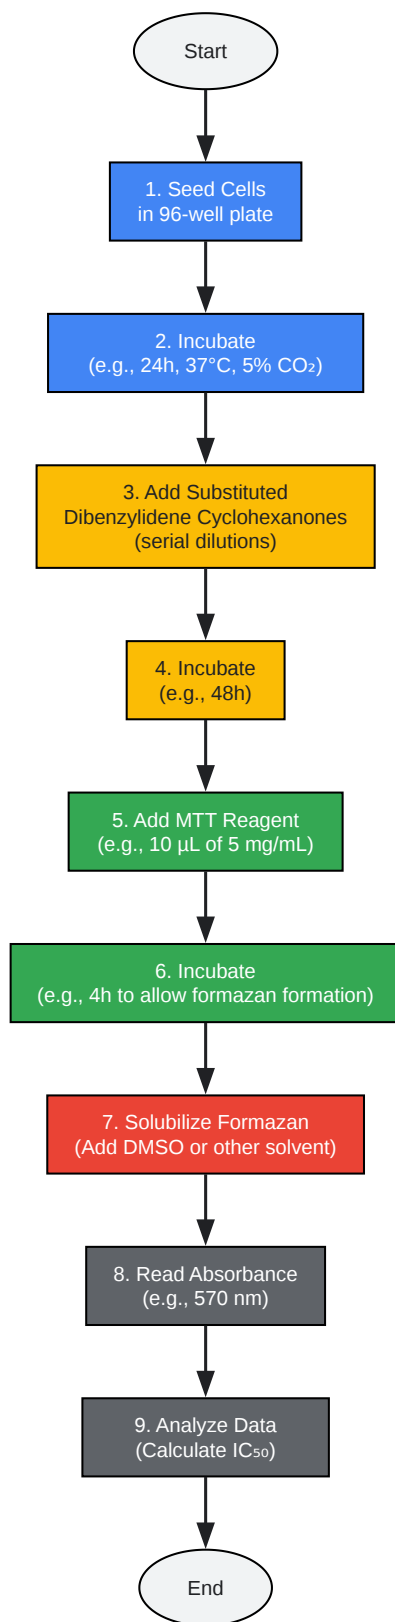 Start
1. Seed Cells
in 96-well plate
2. Incubate
(e.g., 24h, 37°C, 5% CO₂)
3. Add Substituted
Dibenzylidene Cyclohexanones
(serial dilutions)
4. Incubate
(e.g., 48h)
5. Add MTT Reagent
(e.g., 10 µL of 5 mg/mL)
6. Incubate
(e.g., 4h to allow formazan formation)
7. Solubilize Formazan
(Add DMSO or other solvent)
8. Read Absorbance
(e.g., 570 nm)
9. Analyze Data
(Calculate IC₅₀)
End